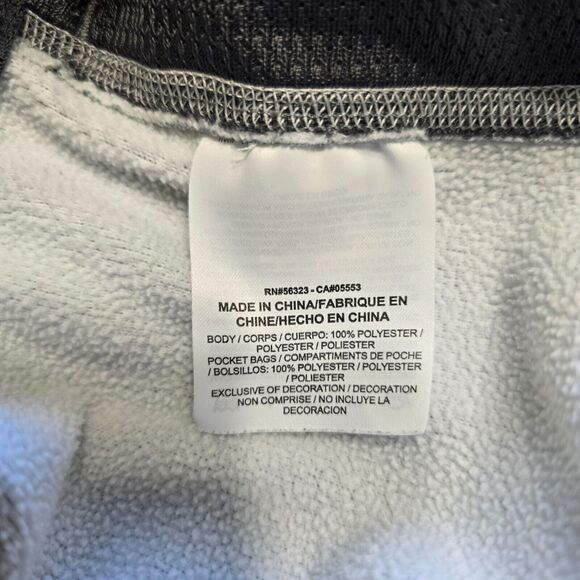 RN#56323 - CA#05553
MADE IN CHINA/FABRIQUE EN
CHINE/HECHO EN CHINA
BODY / CORPS / CUERPO: 100% POLYESTER /
POLYESTER / POLIESTER
POCKET BAGS / COMPARTIMENTS DE POCHE
/ BOLSILLOS: 100% POLYESTER / POLYESTER
/ POLIESTER
EXCLUSIVE OF DECORATION / DECORATION
NON COMPRISE / NO INCLUYE LA
DECORACION